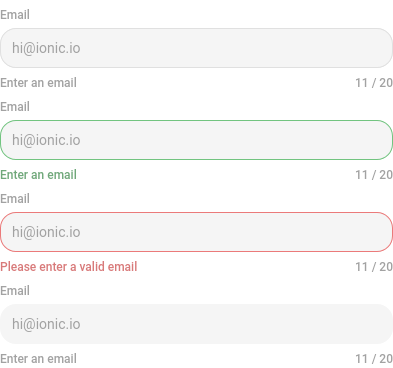 Email
hi@ionic.io
Enter an email 11 / 20
Email
hi@ionic.io
Enter an email 11 / 20
Email
hi@ionic.io
Please enter a valid email 11 / 20
Email
hi@ionic.io
Enter an email 11 / 20